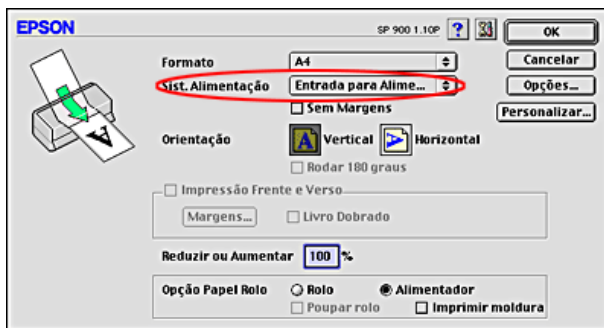 EPSON
SP 900 1.10P ?
OK
Formato A4
Cancelar
Sist. Alimentação Entrada para Alime...
Opções...
Sem Margens
Personalizar...
Orientação A Vertical A Horizontal
Rodar 180 graus
A
Impressão Frente e Verso
Margens... Livro Dobrado
Reduzir ou Aumentar 100 %
Opção Papel Rolo Rolo Alimentador
Poupar rolo Imprimir moldura